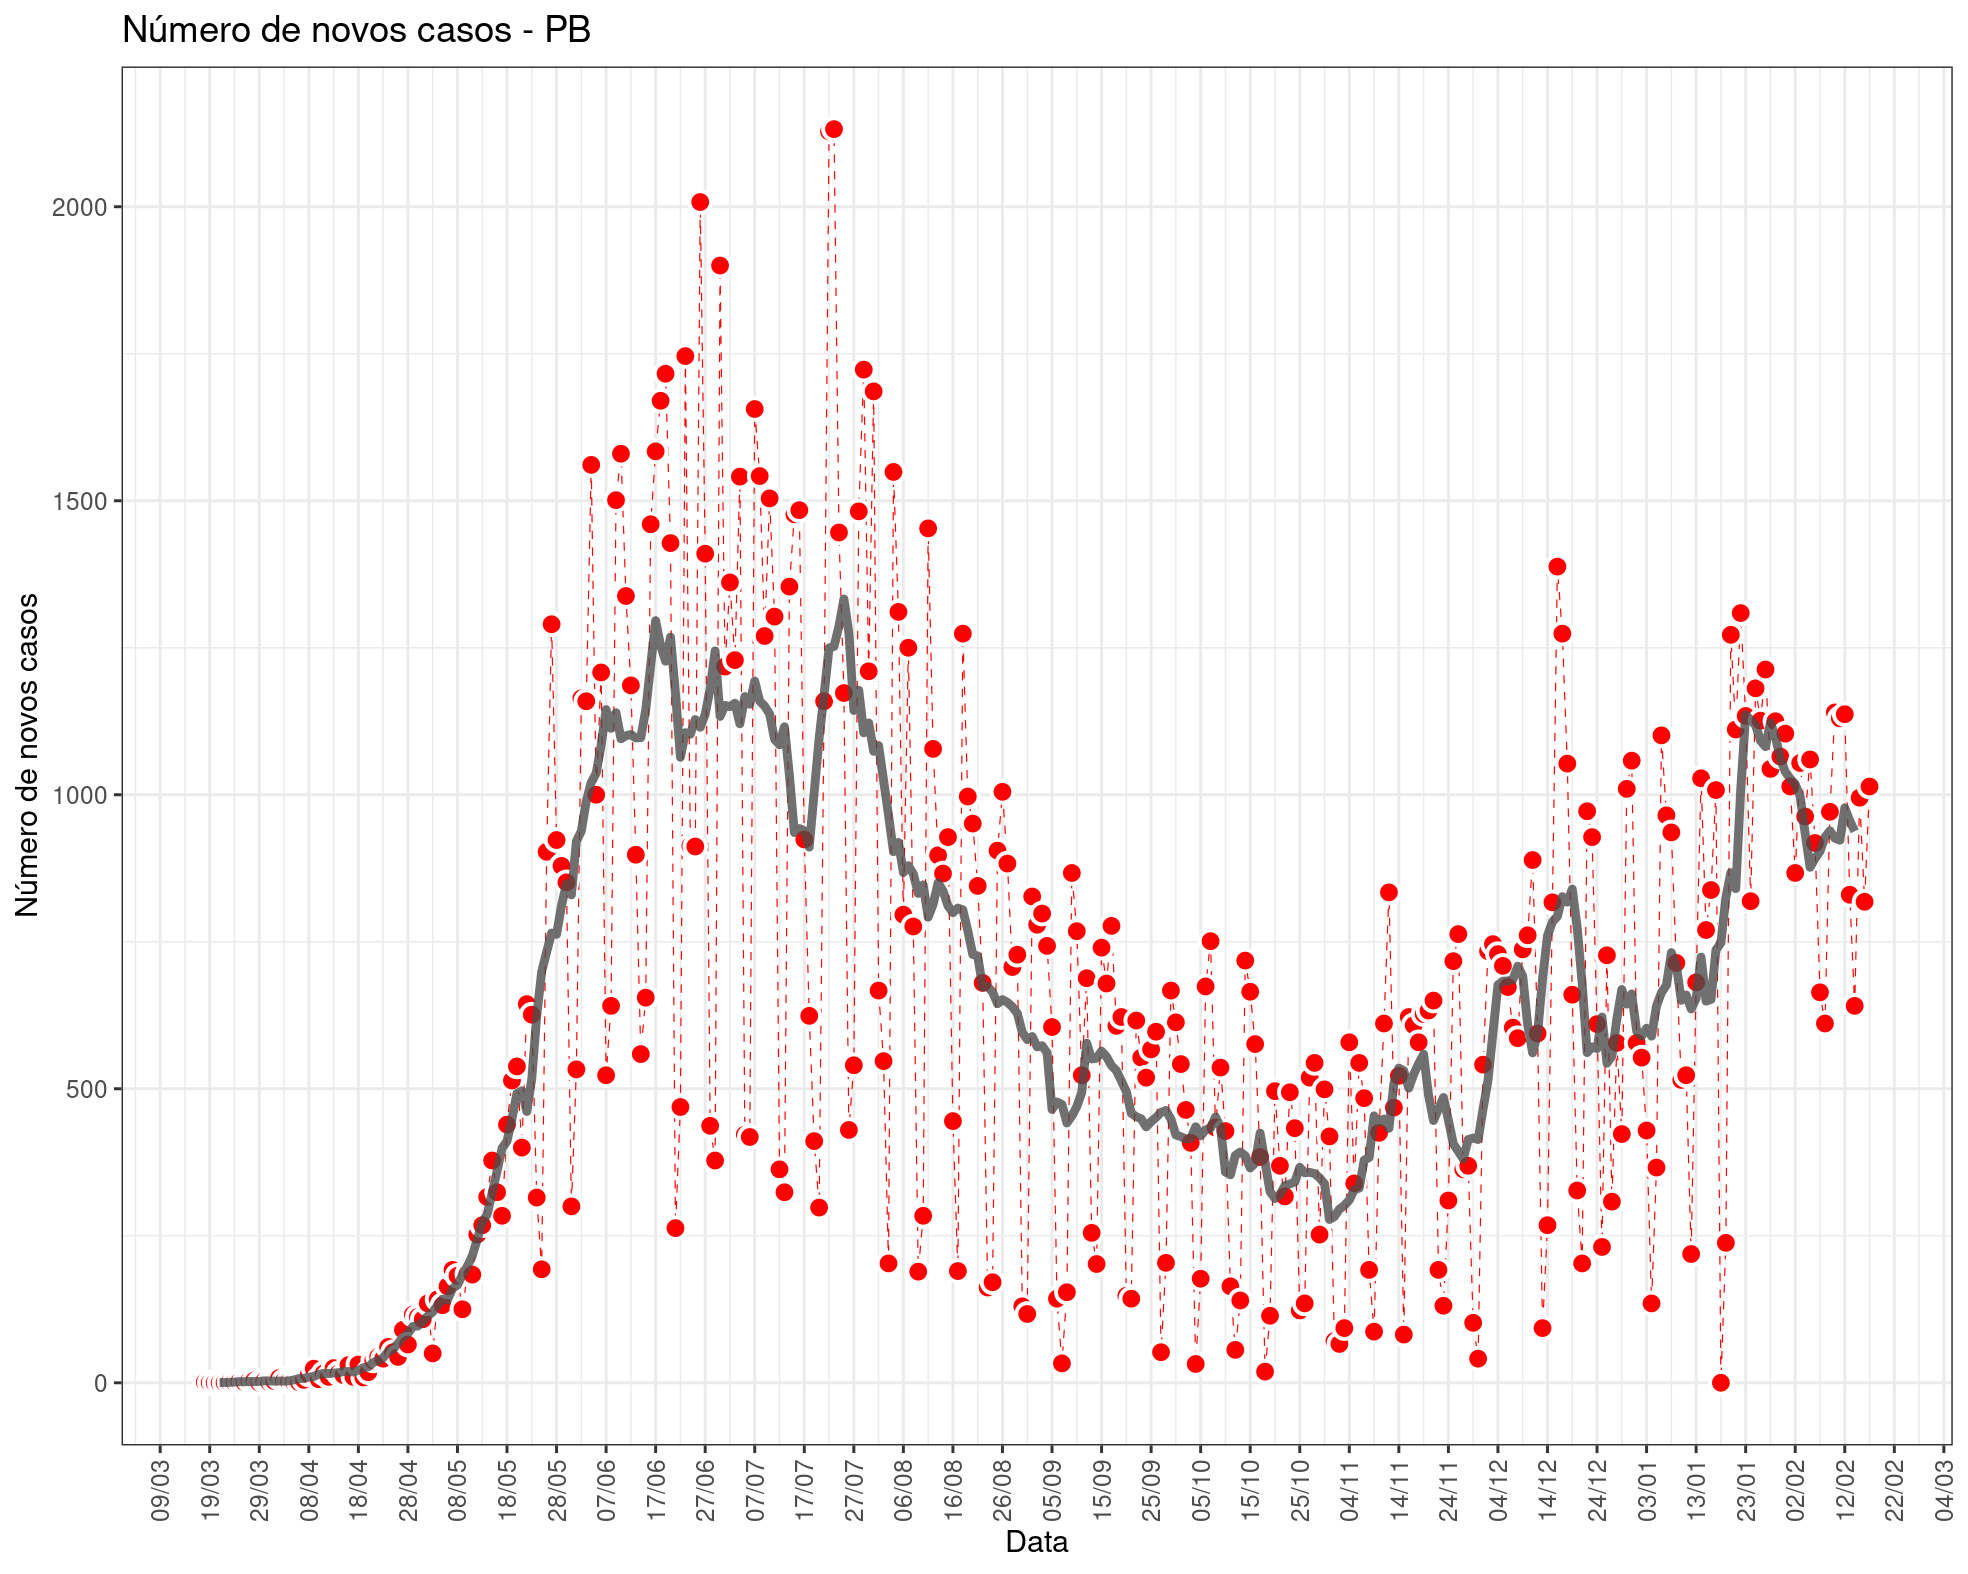 Número de novos casos - PB
Número de novos casos
2000
1500
1000
500
0
09/03 19/03 29/03 08/04 18/04 28/04 08/05 18/05 28/05 07/06 17/06 27/06 07/07 17/07 27/07 06/08 16/08 26/08 05/09 15/09 25/09 05/10 15/10 25/10 04/11 14/11 24/11 04/12 14/12 24/12 03/01 13/01 23/01 02/02 12/02 22/02 04/03
Data